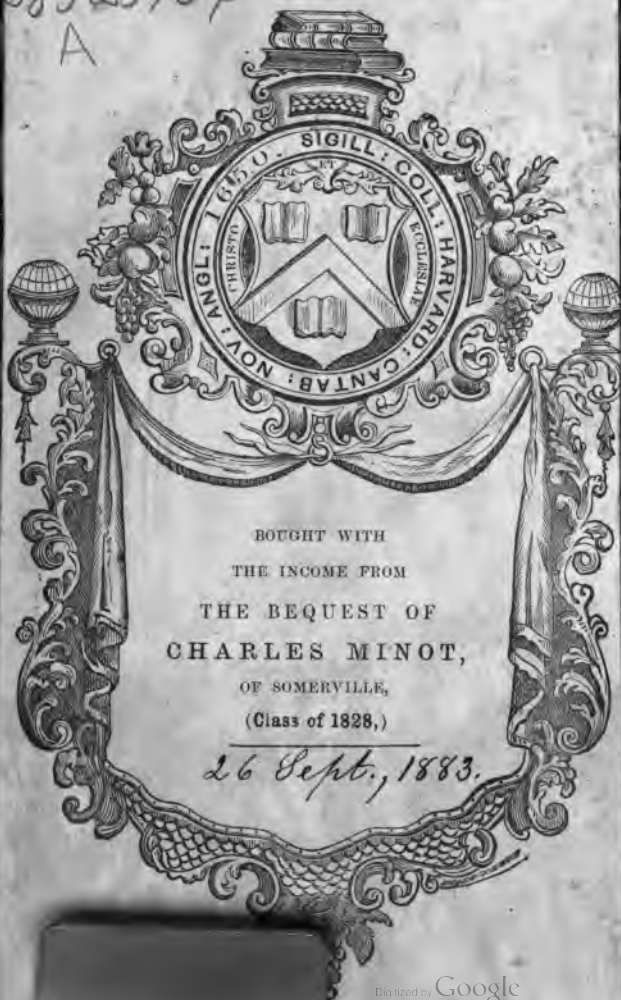 A
SIGILL: COLL: HARVARD: CANTAB: NOV: ANGL: 1650.
ET
CHRISTO
ECCLESIAE
BOUGHT WITH
THE INCOME FROM
THE BEQUEST OF
CHARLES MINOT,
OF SOMERVILLE,
(Class of 1828,)
26 Sept., 1883.
Digitized by Google